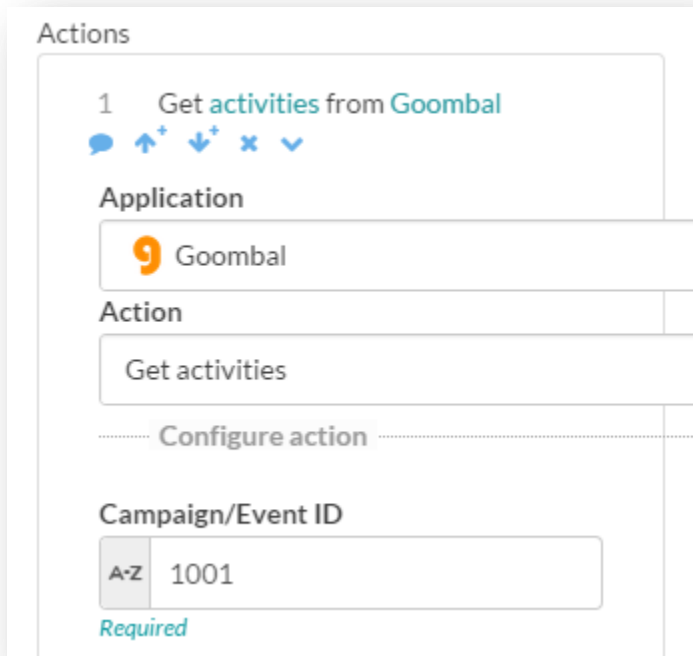 Actions
1 Get activities from Goombal
Application
Goombal
Action
Get activities
Configure action
Campaign/Event ID
A-Z 1001
Required